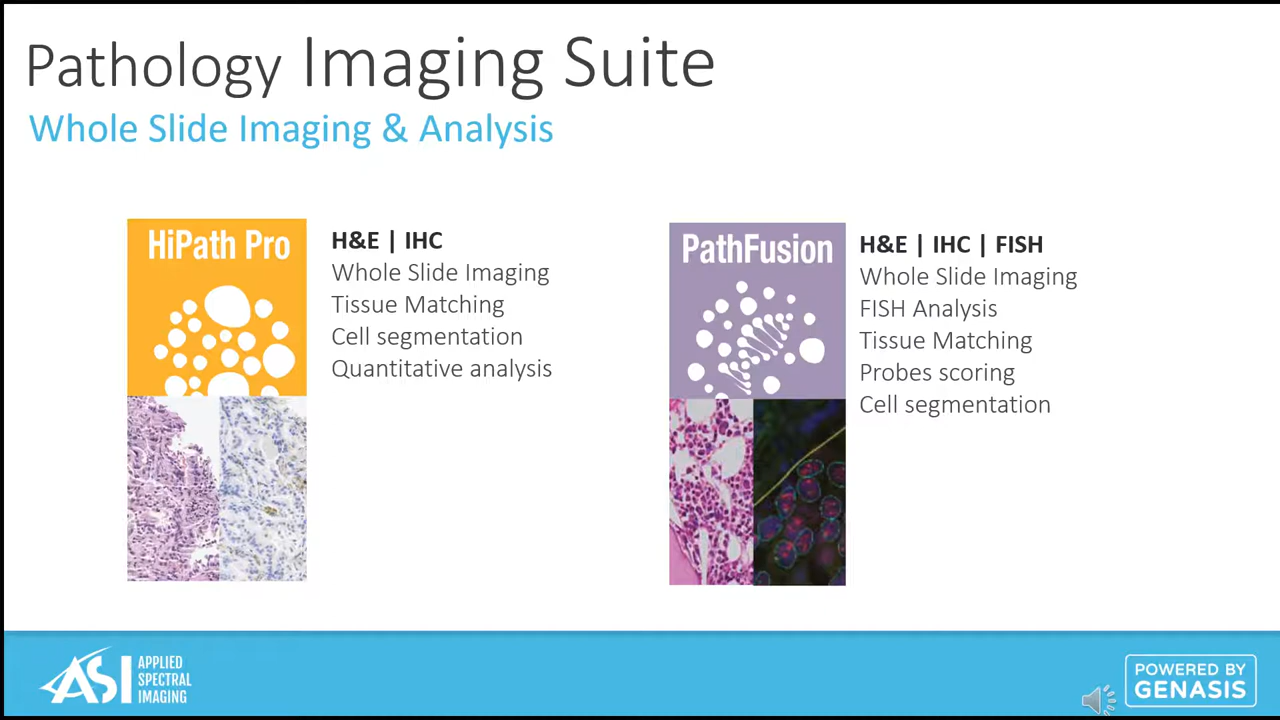 Pathology Imaging Suite
Whole Slide Imaging & Analysis
HiPath Pro
H&E | IHC
Whole Slide Imaging
Tissue Matching
Cell segmentation
Quantitative analysis
PathFusion
H&E | IHC | FISH
Whole Slide Imaging
FISH Analysis
Tissue Matching
Probes scoring
Cell segmentation
ASI
APPLIED
SPECTRAL
IMAGING
POWERED BY
GENASIS